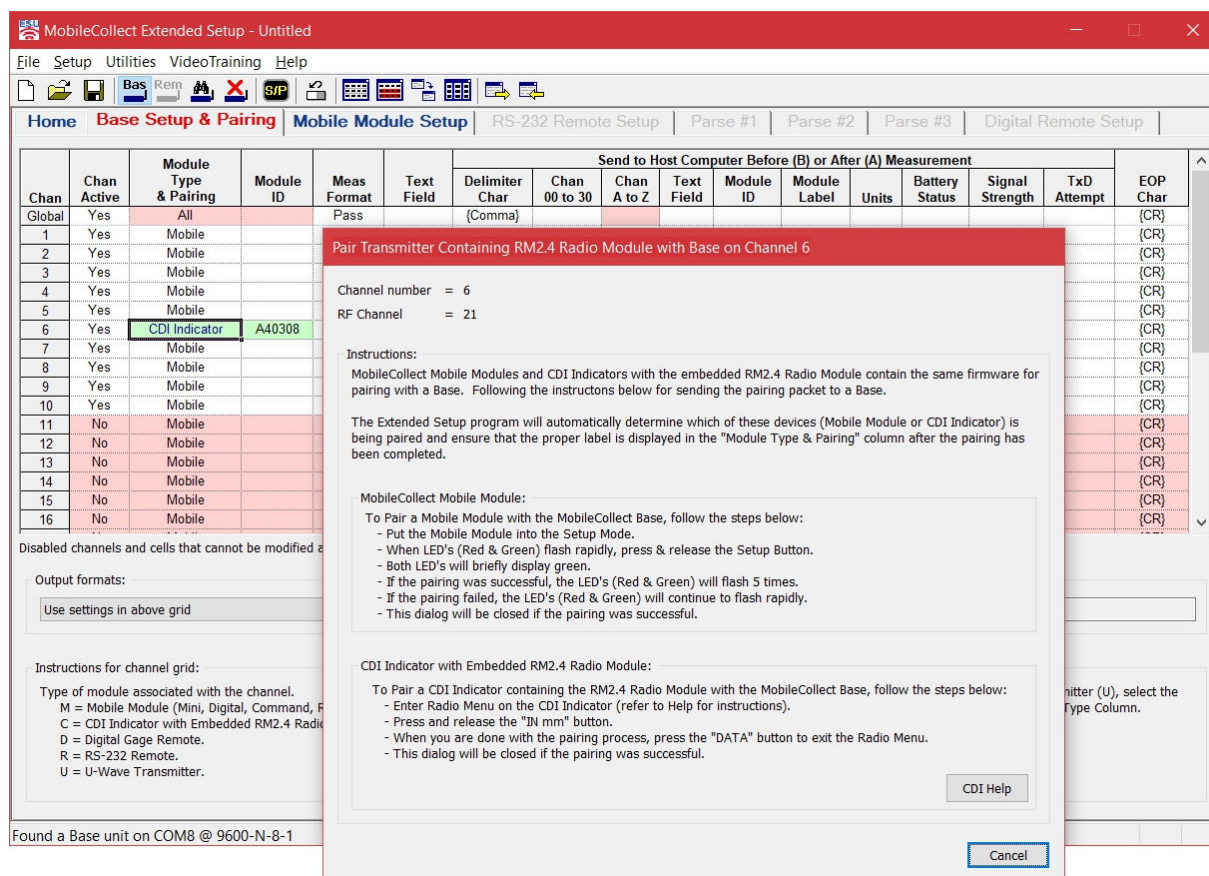 ESU MobileCollect Extended Setup - Untitled
File Setup Utilities VideoTraining Help
Bas Rem S/P
Home Base Setup & Pairing Mobile Module Setup RS-232 Remote Setup Parse #1 Parse #2 Parse #3 Digital Remote Setup
Send to Host Computer Before (B) or After (A) Measurement
Chan Chan Active Module Type & Pairing Module ID Meas Format Text Field Delimiter Char Chan 00 to 30 Chan A to Z Text Field Module ID Module Label Units Battery Status Signal Strength TxD Attempt EOP Char
Global Yes All Pass {Comma} {CR}
1 Yes Mobile {CR}
2 Yes Mobile {CR}
3 Yes Mobile {CR}
4 Yes Mobile {CR}
5 Yes Mobile {CR}
6 Yes CDI Indicator A40308 {CR}
7 Yes Mobile {CR}
8 Yes Mobile {CR}
9 Yes Mobile {CR}
10 Yes Mobile {CR}
11 No Mobile {CR}
12 No Mobile {CR}
13 No Mobile {CR}
14 No Mobile {CR}
15 No Mobile {CR}
16 No Mobile {CR}
Disabled channels and cells that cannot be modified
Output formats:
Use settings in above grid
Instructions for channel grid:
Type of module associated with the channel.
M = Mobile Module (Mini, Digital, Command,
C = CDI Indicator with Embedded RM2.4
D = Digital Gage Remote.
R = RS-232 Remote.
U = U-Wave Transmitter.
(U), select the
Column.
Found a Base unit on COM8 @ 9600-N-8-1
Pair Transmitter Containing RM2.4 Radio Module with Base on Channel 6
Channel number = 6
RF Channel = 21
Instructions:
MobileCollect Mobile Modules and CDI Indicators with the embedded RM2.4 Radio Module contain the same firmware for
pairing with a Base. Following the instructons below for sending the pairing packet to a Base.
The Extended Setup program will automatically determine which of these devices (Mobile Module or CDI Indicator) is
being paired and ensure that the proper label is displayed in the "Module Type & Pairing" column after the pairing has
been completed.
MobileCollect Mobile Module:
To Pair a Mobile Module with the MobileCollect Base, follow the steps below:
- Put the Mobile Module into the Setup Mode.
- When LED's (Red & Green) flash rapidly, press & release the Setup Button.
- Both LED's will briefly display green.
- If the pairing was successful, the LED's (Red & Green) will flash 5 times.
- If the pairing failed, the LED's (Red & Green) will continue to flash rapidly.
- This dialog will be closed if the pairing was successful.
CDI Indicator with Embedded RM2.4 Radio Module:
To Pair a CDI Indicator containing the RM2.4 Radio Module with the MobileCollect Base, follow the steps below:
- Enter Radio Menu on the CDI Indicator (refer to Help for instructions).
- Press and release the "IN mm" button.
- When you are done with the pairing process, press the "DATA" button to exit the Radio Menu.
- This dialog will be closed if the pairing was successful.
CDI Help
Cancel